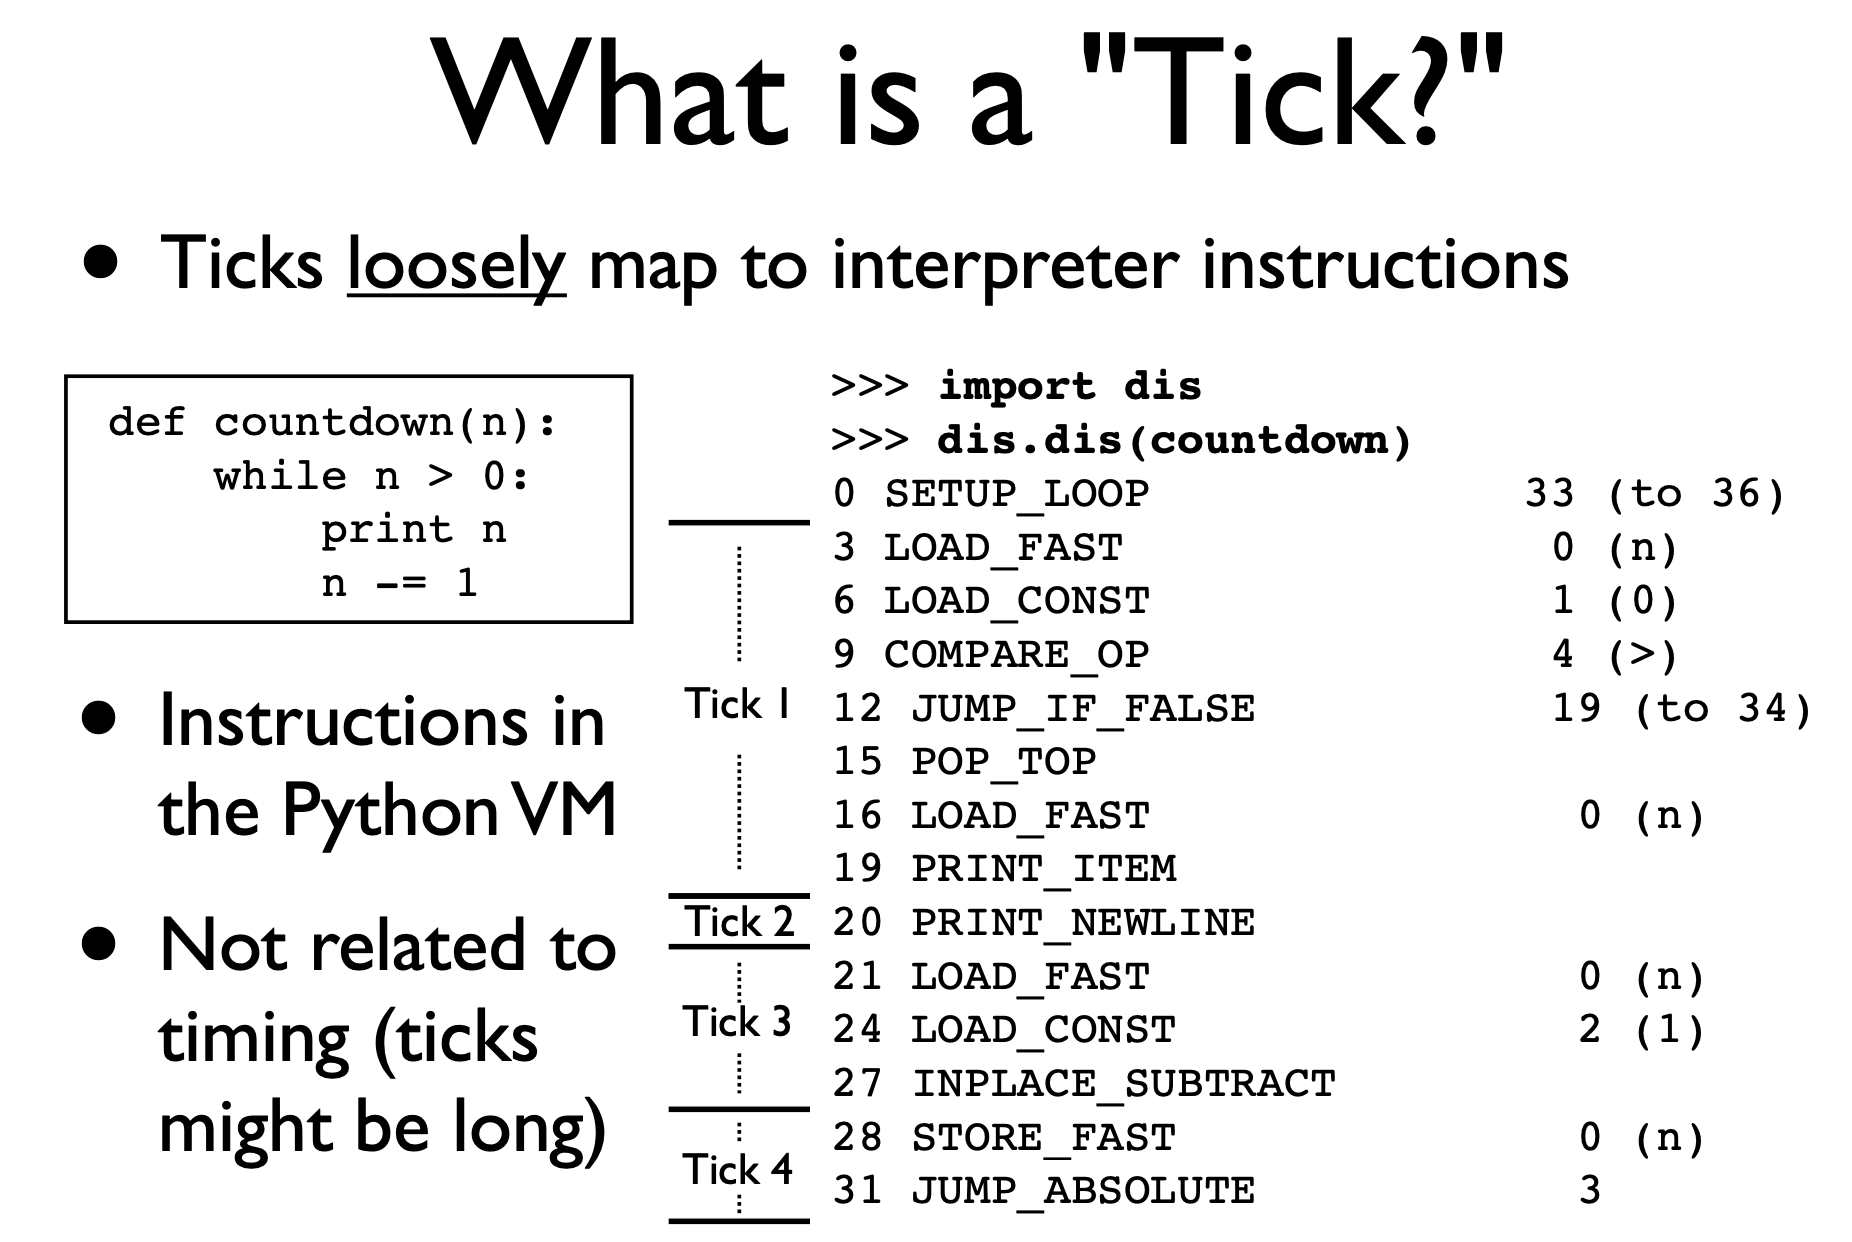 What is a "Tick?"
• Ticks loosely map to interpreter instructions
def countdown(n):
    while n > 0:
        print n
        n -= 1
• Instructions in
the Python VM
• Not related to
timing (ticks
might be long)
Tick 1
Tick 2
Tick 3
Tick 4
>>> import dis
>>> dis.dis(countdown)
0 SETUP_LOOP 33 (to 36)
3 LOAD_FAST 0 (n)
6 LOAD_CONST 1 (0)
9 COMPARE_OP 4 (>)
12 JUMP_IF_FALSE 19 (to 34)
15 POP_TOP
16 LOAD_FAST 0 (n)
19 PRINT_ITEM
20 PRINT_NEWLINE
21 LOAD_FAST 0 (n)
24 LOAD_CONST 2 (1)
27 INPLACE_SUBTRACT
28 STORE_FAST 0 (n)
31 JUMP_ABSOLUTE 3